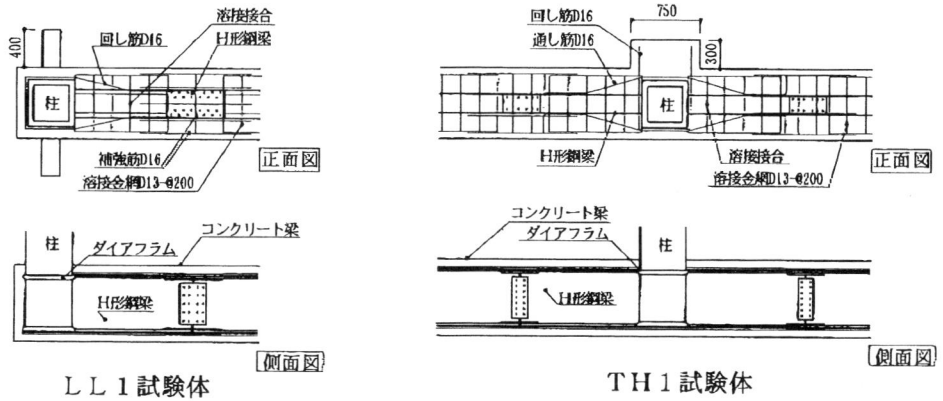 溶接接合
H形鋼梁
回し筋D16
400
柱
補強筋D16
溶接金網D13-@200
正面図
回し筋D16
通し筋D16
750
300
柱
H形鋼梁
溶接接合
溶接金網D13-@200
正面図
コンクリート梁
柱
ダイアフラム
H形鋼梁
側面図
LL1試験体
コンクリート梁
ダイアフラム
柱
H形鋼梁
側面図
TH1試験体